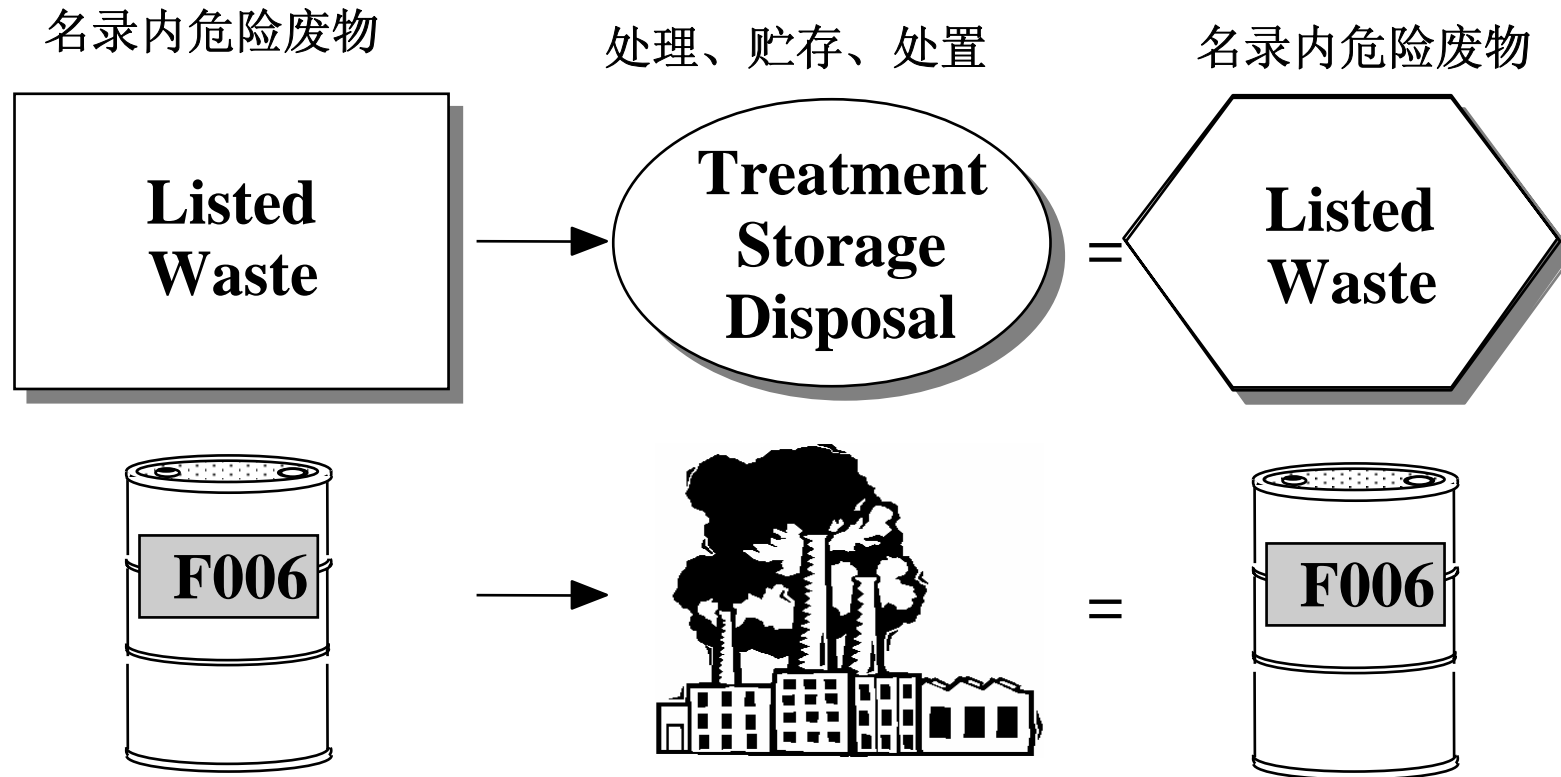 名录内危险废物
处理、贮存、处置
名录内危险废物
Listed
Waste
Treatment
Storage
Disposal
=
Listed
Waste
F006
=
F006